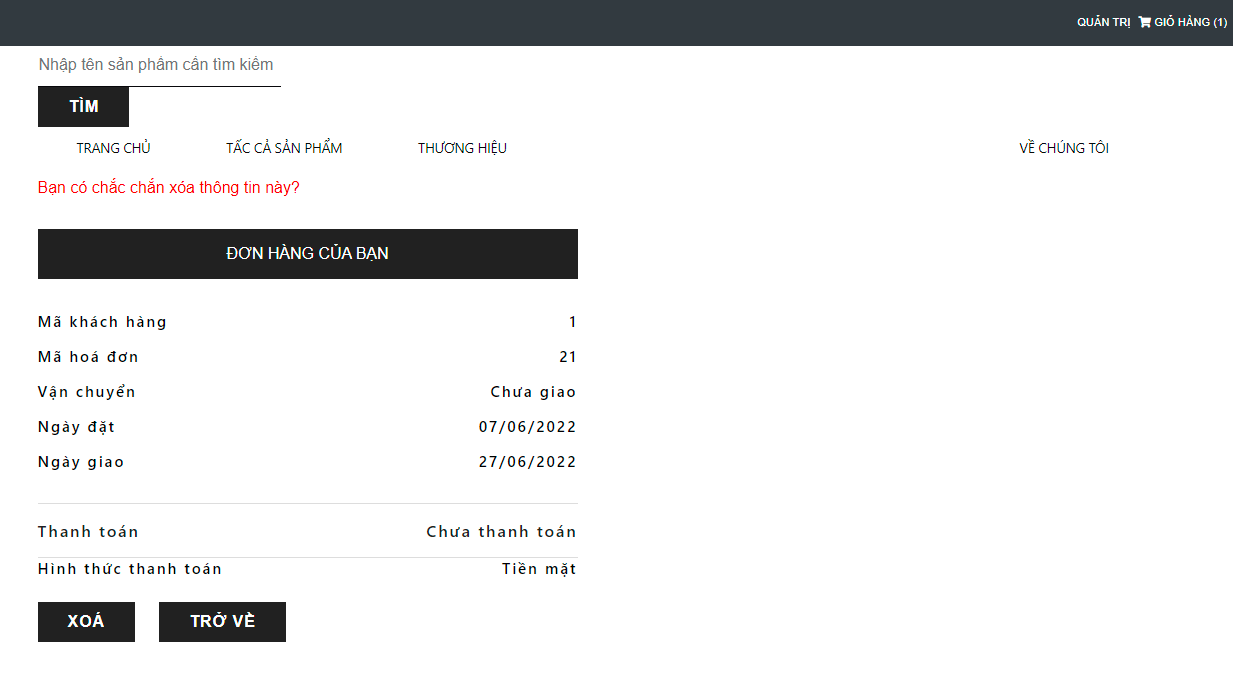 QUẢN TRỊ GIỎ HÀNG (1)
Nhập tên sản phẩm cần tìm kiếm
TÌM
TRANG CHỦ TẤC CẢ SẢN PHẨM THƯƠNG HIỆU VỀ CHÚNG TÔI
Bạn có chắc chắn xóa thông tin này?
ĐƠN HÀNG CỦA BẠN
Mã khách hàng 1
Mã hoá đơn 21
Vận chuyển Chưa giao
Ngày đặt 07/06/2022
Ngày giao 27/06/2022
Thanh toán Chưa thanh toán
Hình thức thanh toán Tiền mặt
XOÁ TRỞ VỀ